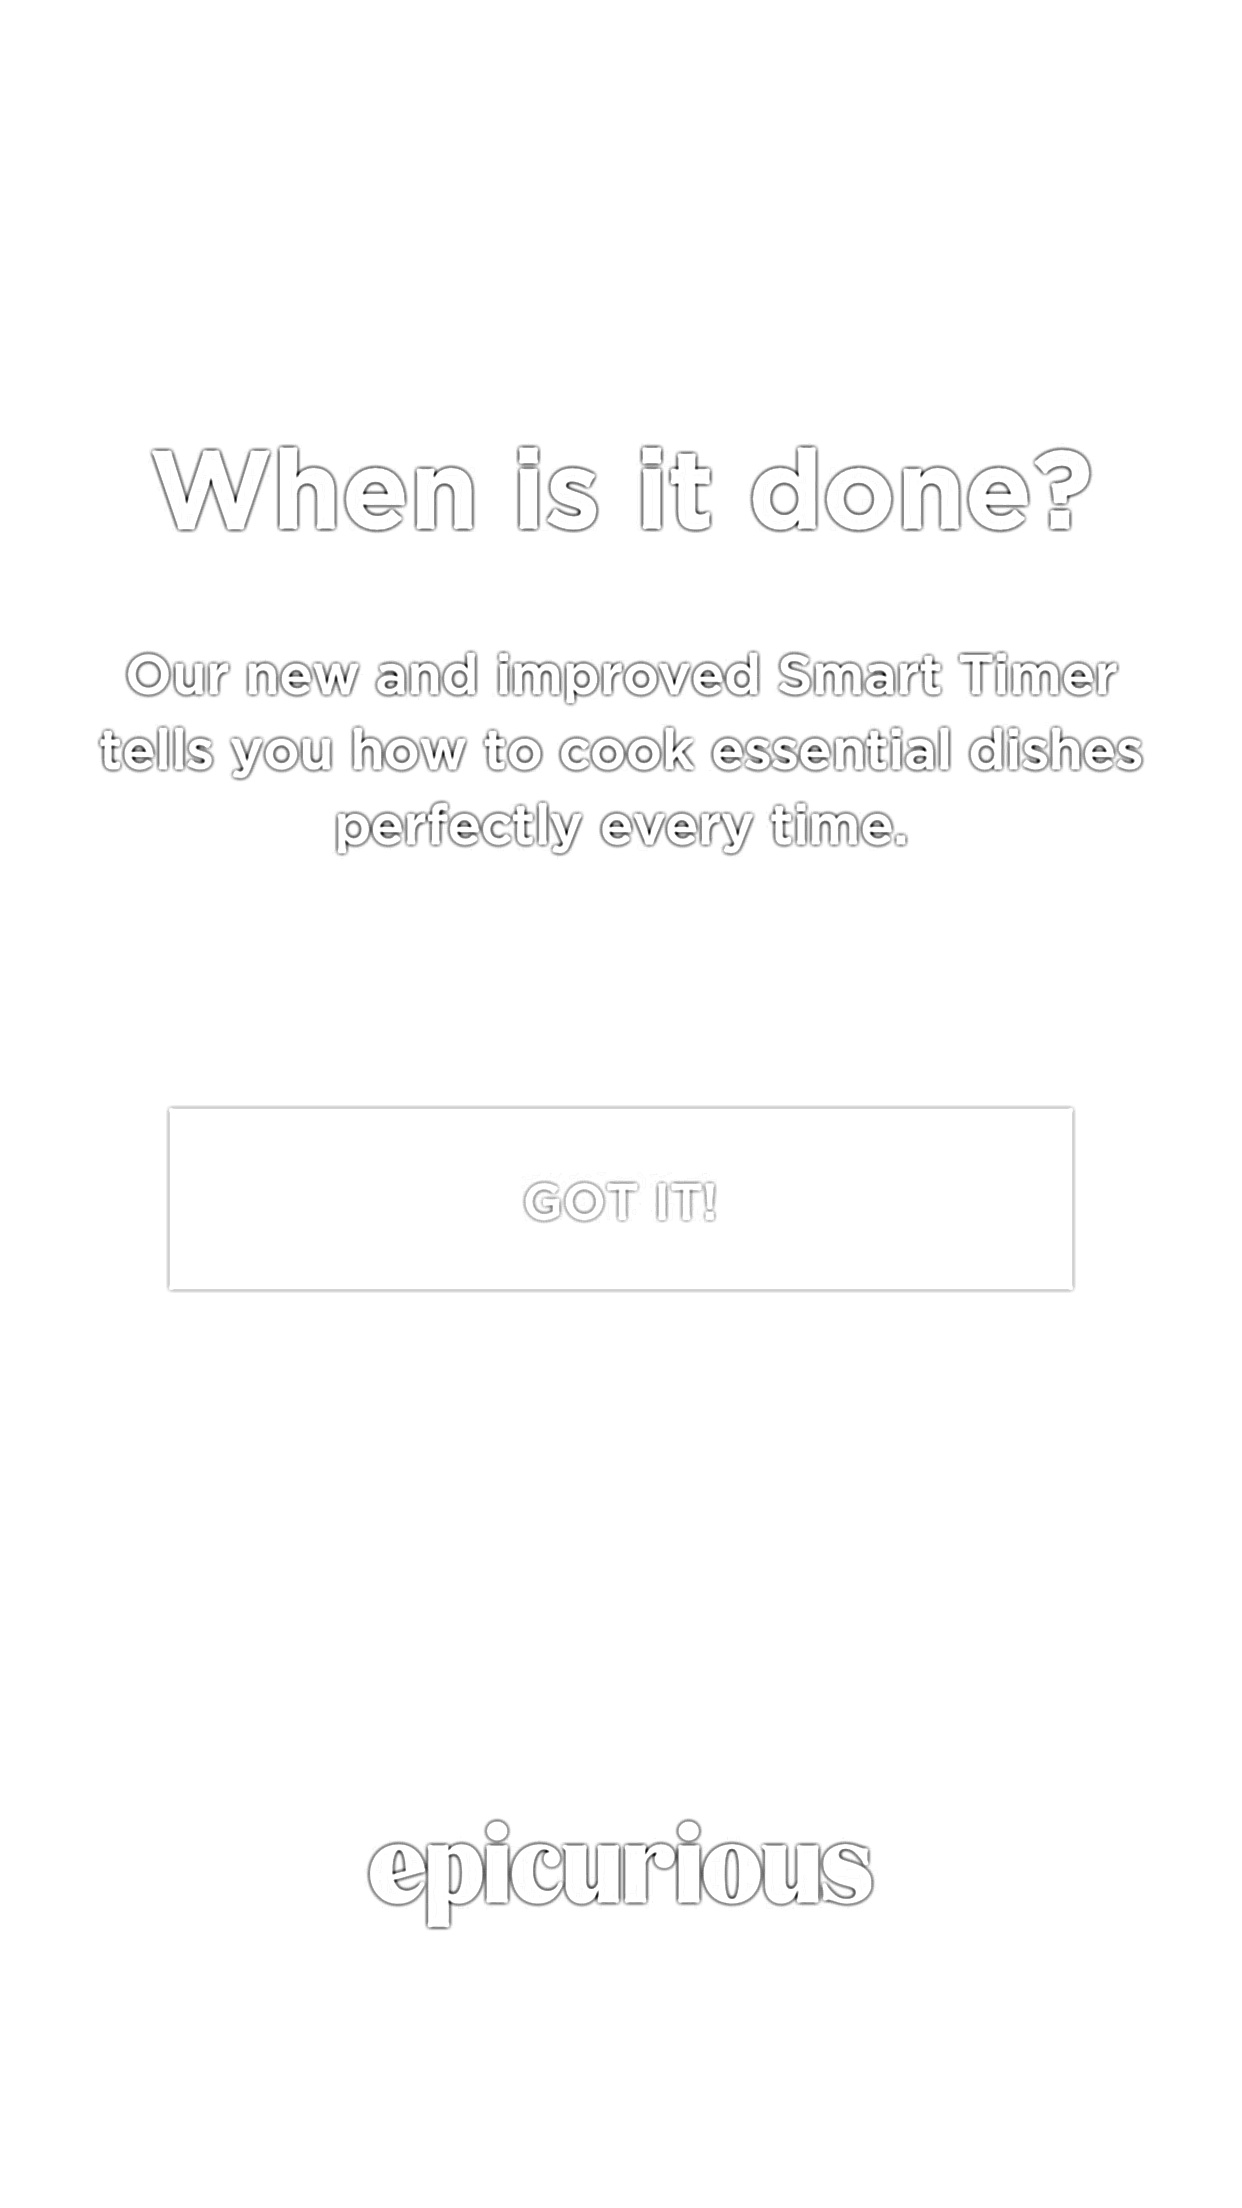 When is it done?
Our new and improved Smart Timer
tells you how to cook essential dishes
perfectly every time.
GOT IT!
epicurious